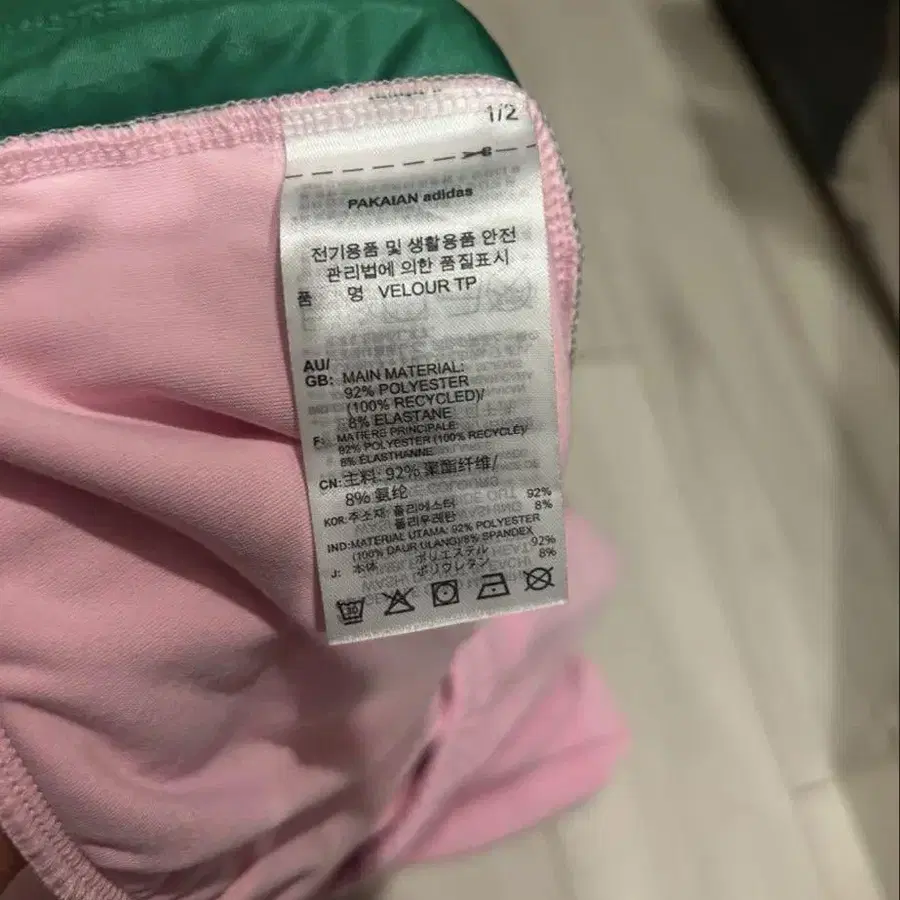 1/2
PAKAIAN adidas
전기용품 및 생활용품 안전
관리법에 의한 품질표시
품 명 VELOUR TP
AU/
GB: MAIN MATERIAL:
92% POLYESTER
(100% RECYCLED)/
8% ELASTANE
F: MATIERE PRINCIPALE:
92% POLYESTER (100% RECYCLE)/
8% ÉLASTHANNE
CN: 主料: 92% 聚酯纤维/
8% 氨纶
KOR: 주소재: 폴리에스터 92%
폴리우레탄 8%
IND: MATERIAL UTAMA: 92% POLYESTER
(100% DAUR ULANG)/8% SPANDEX
J: 本体 ポリエステル 92%
ポリウレタン 8%
30